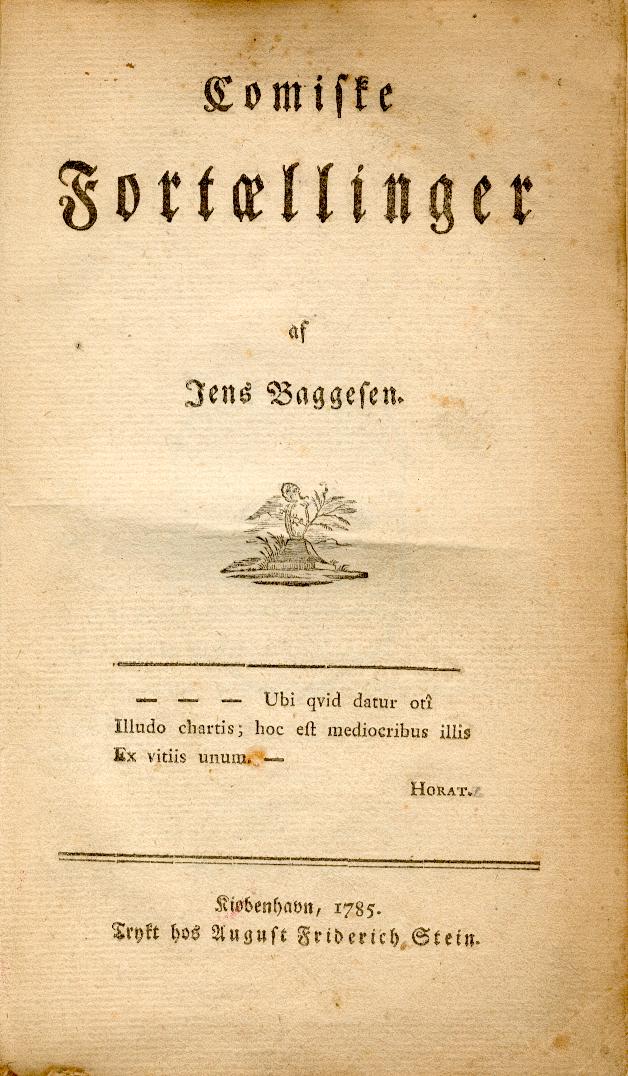 Comiske
Fortællinger
af
Jens Baggesen.
— — — Ubi qvid datur otî
Illudo chartis; hoc est mediocribus illis
Ex vitiis unum. —
HORAT.
Kiøbenhavn, 1785.
Trykt hos August Friderich Stein.